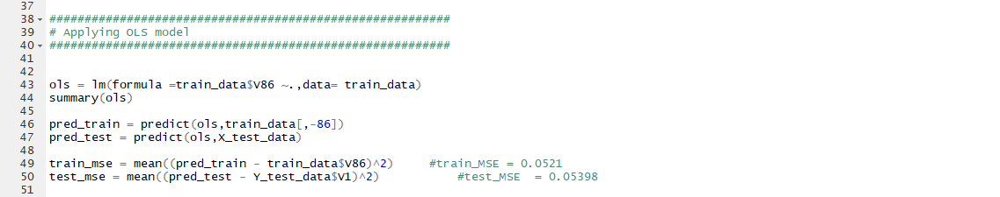 37
38 #########################################################
39 # Applying OLS model
40 #########################################################
41
42
43 ols = lm(formula =train_data$V86 ~.,data= train_data)
44 summary(ols)
45
46 pred_train = predict(ols,train_data[,-86])
47 pred_test = predict(ols,X_test_data)
48
49 train_mse = mean((pred_train - train_data$V86)^2)     #train_MSE = 0.0521
50 test_mse = mean((pred_test - Y_test_data$V1)^2)           #test_MSE  = 0.05398
51